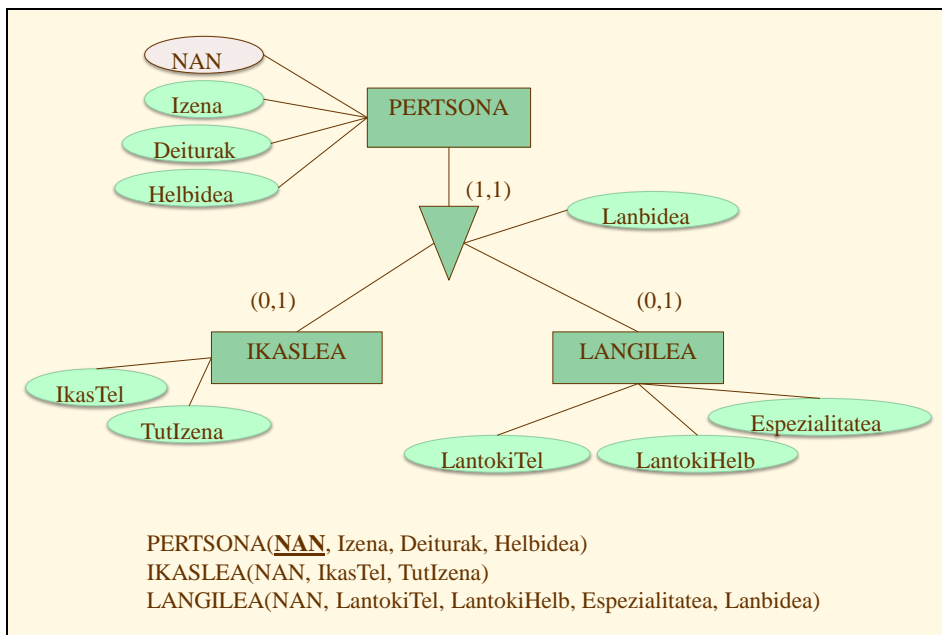 NAN
Izena
PERTSONA
Deiturak
Helbidea
(1,1)
Lanbidea
(0,1)
(0,1)
IKASLEA
LANGILEA
IkasTel
TutIzena
Espezialitatea
LantokiTel
LantokiHelb
PERTSONA(NAN, Izena, Deiturak, Helbidea)
IKASLEA(NAN, IkasTel, TutIzena)
LANGILEA(NAN, LantokiTel, LantokiHelb, Espezialitatea, Lanbidea)